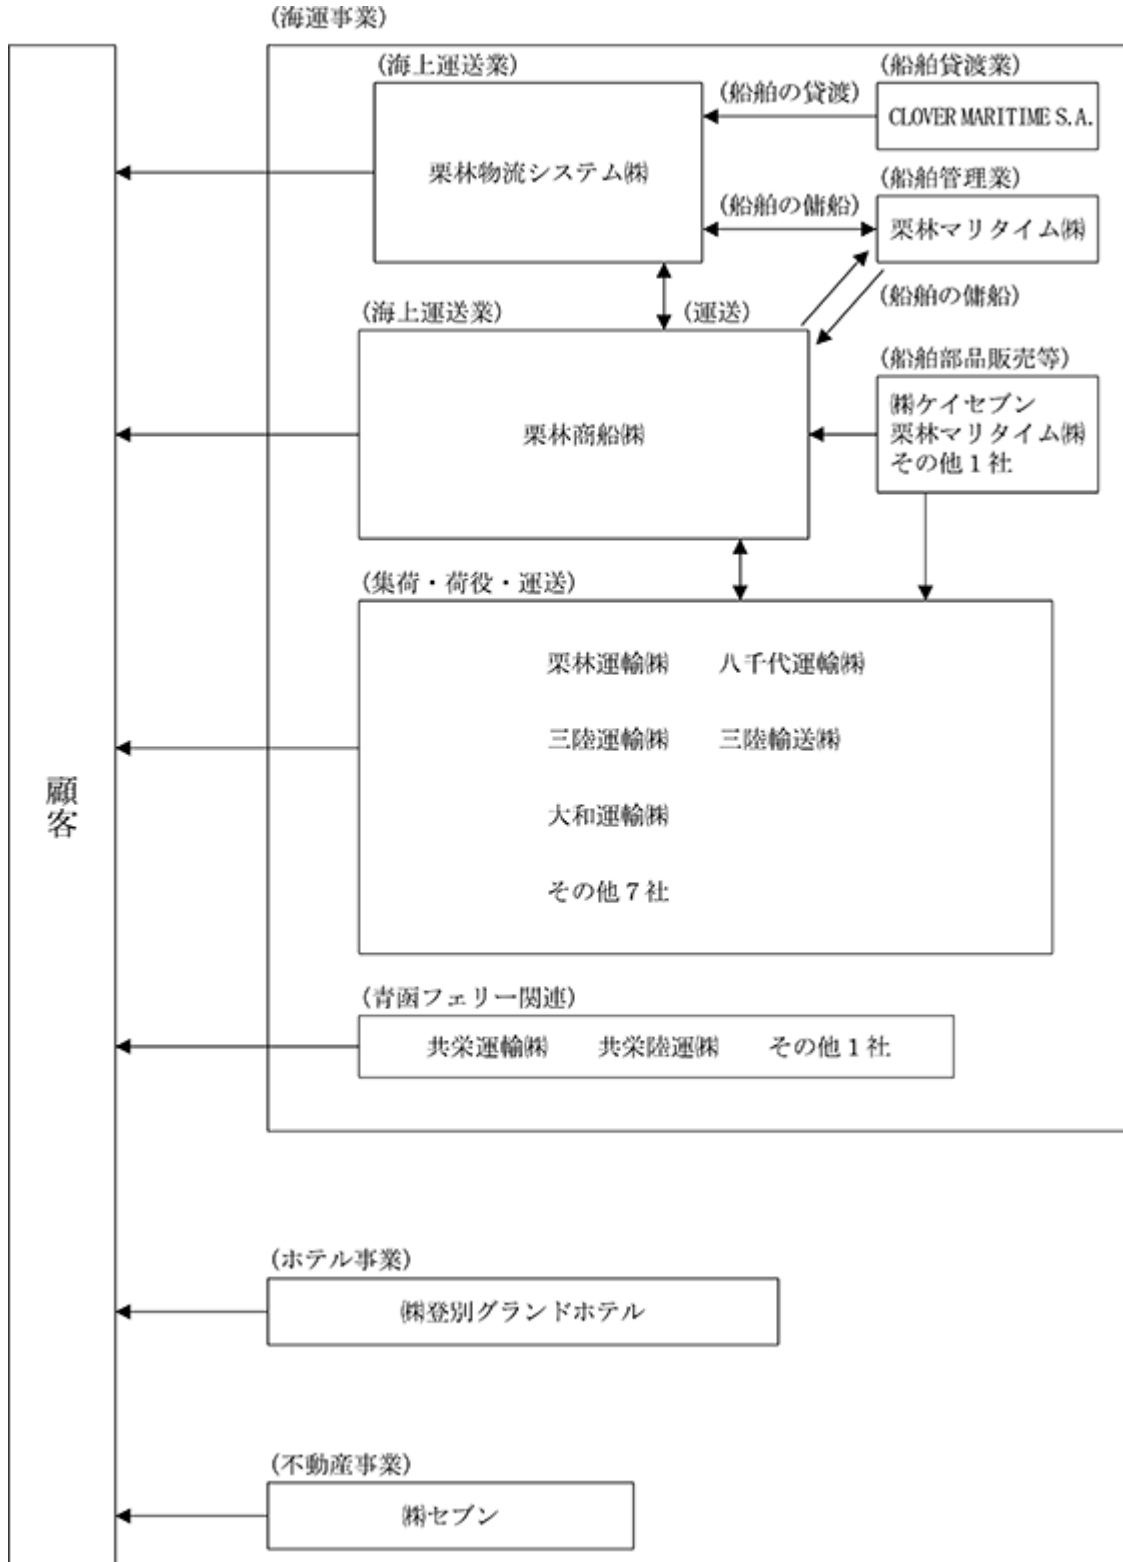 (海運事業)
(海上運送業)
(船舶貸渡業)
(船舶の貸渡)
CLOVER MARITIME S.A.
栗林物流システム㈱
(船舶管理業)
(船舶の傭船)
栗林マリタイム㈱
(船舶の傭船)
(海上運送業)
(運送)
(船舶部品販売等)
㈱ケイセブン
栗林マリタイム㈱
その他1社
栗林商船㈱
(集荷・荷役・運送)
栗林運輸㈱ 八千代運輸㈱
三陸運輸㈱ 三陸輸送㈱
大和運輸㈱
その他7社
顧客
(青函フェリー関連)
共栄運輸㈱ 共栄陸運㈱ その他1社
(ホテル事業)
㈱登別グランドホテル
(不動産事業)
㈱セブン